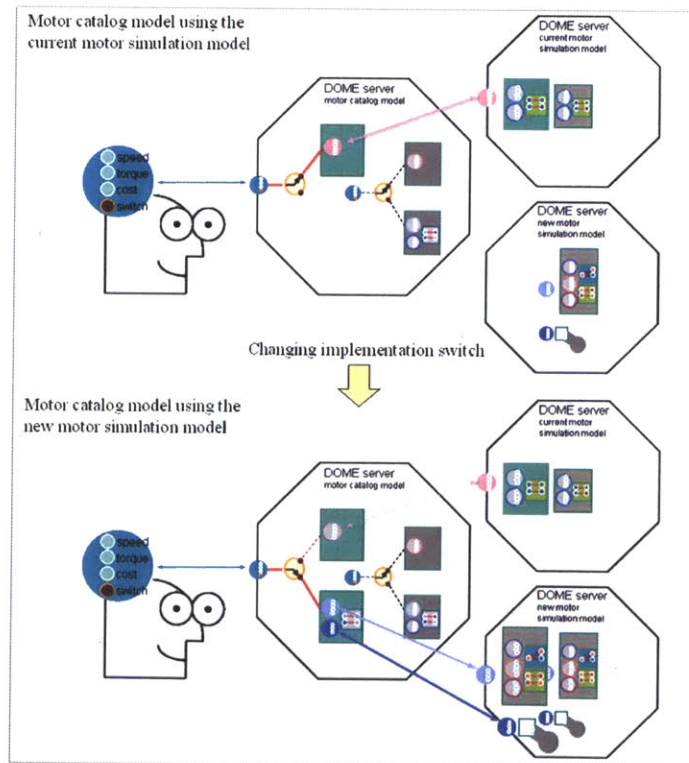 Motor catalog model using the
current motor simulation model
DOME server
current motor
simulation model
DOME server
motor catalog model
speed
torque
cost
switch
DOME server
new motor
simulation model
Changing implementation switch
Motor catalog model using the
new motor simulation model
DOME server
current motor
simulation model
DOME server
motor catalog model
speed
torque
cost
switch
DOME server
new motor
simulation model